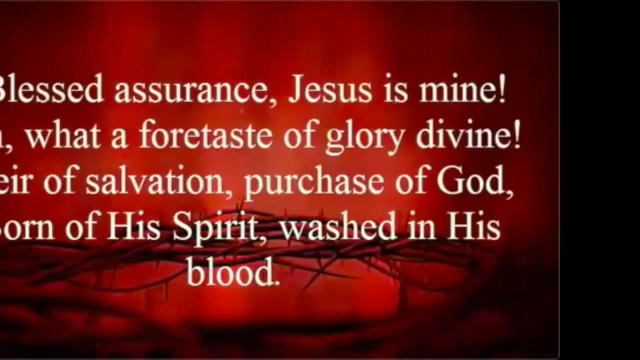 Blessed assurance, Jesus is mine!
what a foretaste of glory divine!
of salvation, purchase of God,
Born of His Spirit, washed in His
blood.